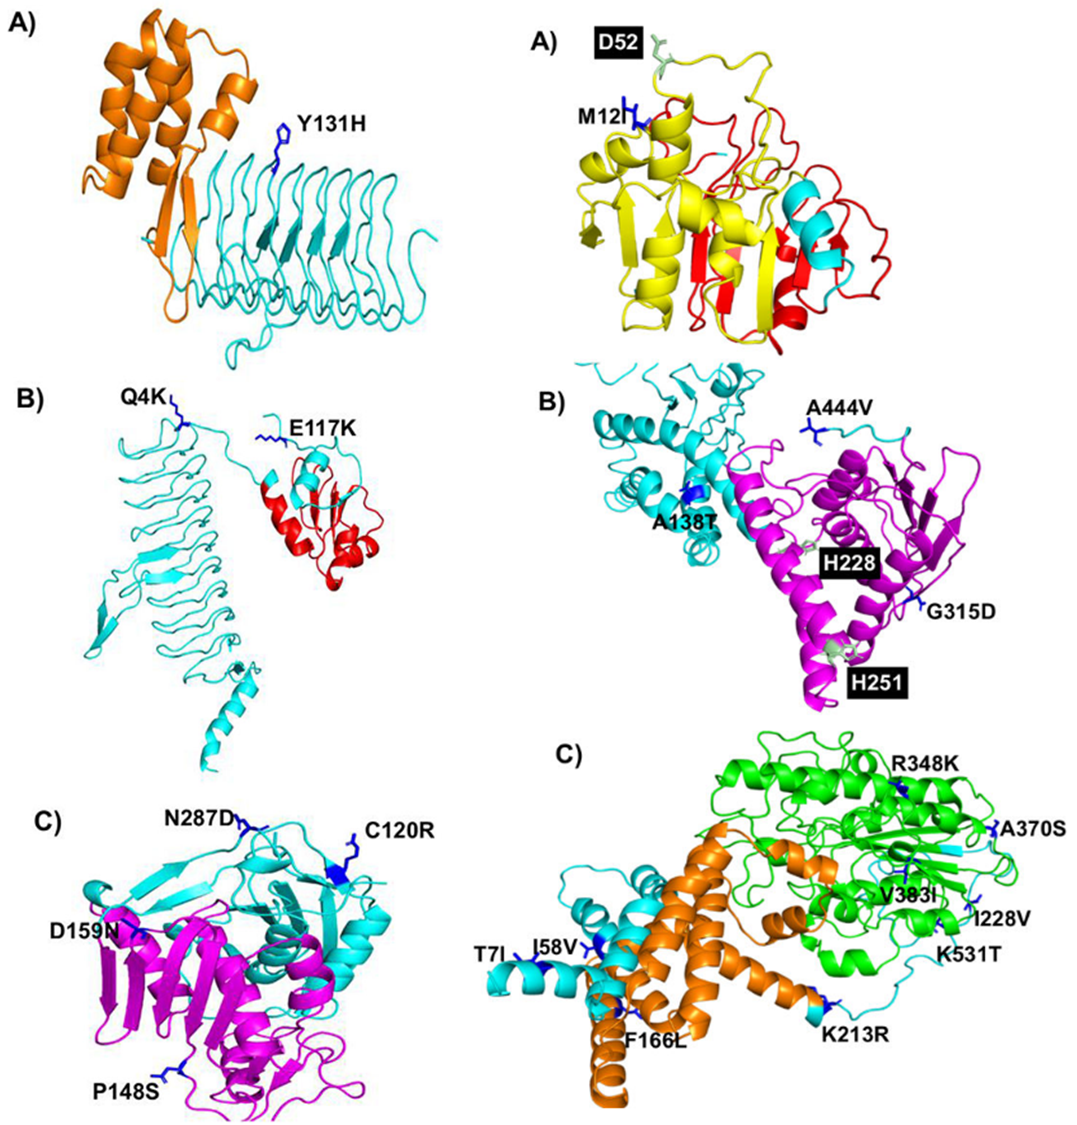 A)
Y131H
A)
D52
M12I
B)
Q4K
E117K
B)
A444V
A138T
H228
G315D
H251
C)
N287D
C120R
D159N
P148S
C)
R348K
A370S
V383I
I228V
K531T
T7I
I58V
F166L
K213R